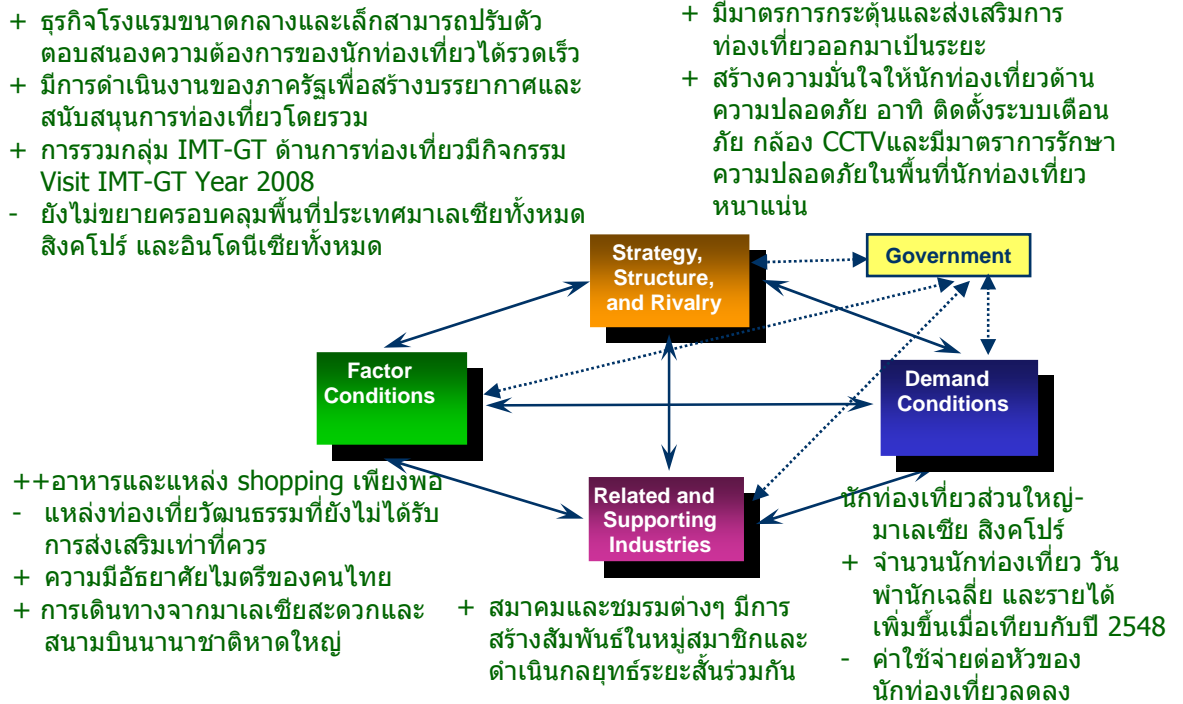 + ธุรกิจโรงแรมขนาดกลางและเล็กสามารถปรับตัว
ตอบสนองความต้องการของนักท่องเที่ยวได้รวดเร็ว
+ มีการดำเนินงานของภาครัฐเพื่อสร้างบรรยากาศและ
สนับสนุนการท่องเที่ยวโดยรวม
+ การรวมกลุ่ม IMT-GT ด้านการท่องเที่ยวมีกิจกรรม
Visit IMT-GT Year 2008
- ยังไม่ขยายครอบคลุมพื้นที่ประเทศมาเลเซียทั้งหมด
สิงคโปร์ และอินโดนีเซียทั้งหมด
+ มีมาตรการกระตุ้นและส่งเสริมการ
ท่องเที่ยวออกมาเป้นระยะ
+ สร้างความมั่นใจให้นักท่องเที่ยวด้าน
ความปลอดภัย อาทิ ติดตั้งระบบเตือน
ภัย กล้อง CCTVและมีมาตราการรักษา
ความปลอดภัยในพื้นที่นักท่องเที่ยว
หนาแน่น
Strategy,
Structure,
and Rivalry
Government
Factor
Conditions
Demand
Conditions
Related and
Supporting
Industries
++อาหารและแหล่ง shopping เพียงพอ
- แหล่งท่องเที่ยวัฒนธรรมที่ยังไม่ได้รับ
การส่งเสริมเท่าที่ควร
+ ความมีอัธยาศัยไมตรีของคนไทย
+ การเดินทางจากมาเลเซียสะดวกและ
สนามบินนานาชาติหาดใหญ่
+ สมาคมและชมรมต่างๆ มีการ
สร้างสัมพันธ์ในหมู่สมาชิกและ
ดำเนินกลยุทธ์ระยะสั้นร่วมกัน
นักท่องเที่ยวส่วนใหญ่-
มาเลเซีย สิงคโปร์
+ จำนวนนักท่องเที่ยว วัน
พำนักเฉลี่ย และรายได้
เพิ่มขึ้นเมื่อเทียบกับปี 2548
- ค่าใช้จ่ายต่อหัวของ
นักท่องเที่ยวลดลง